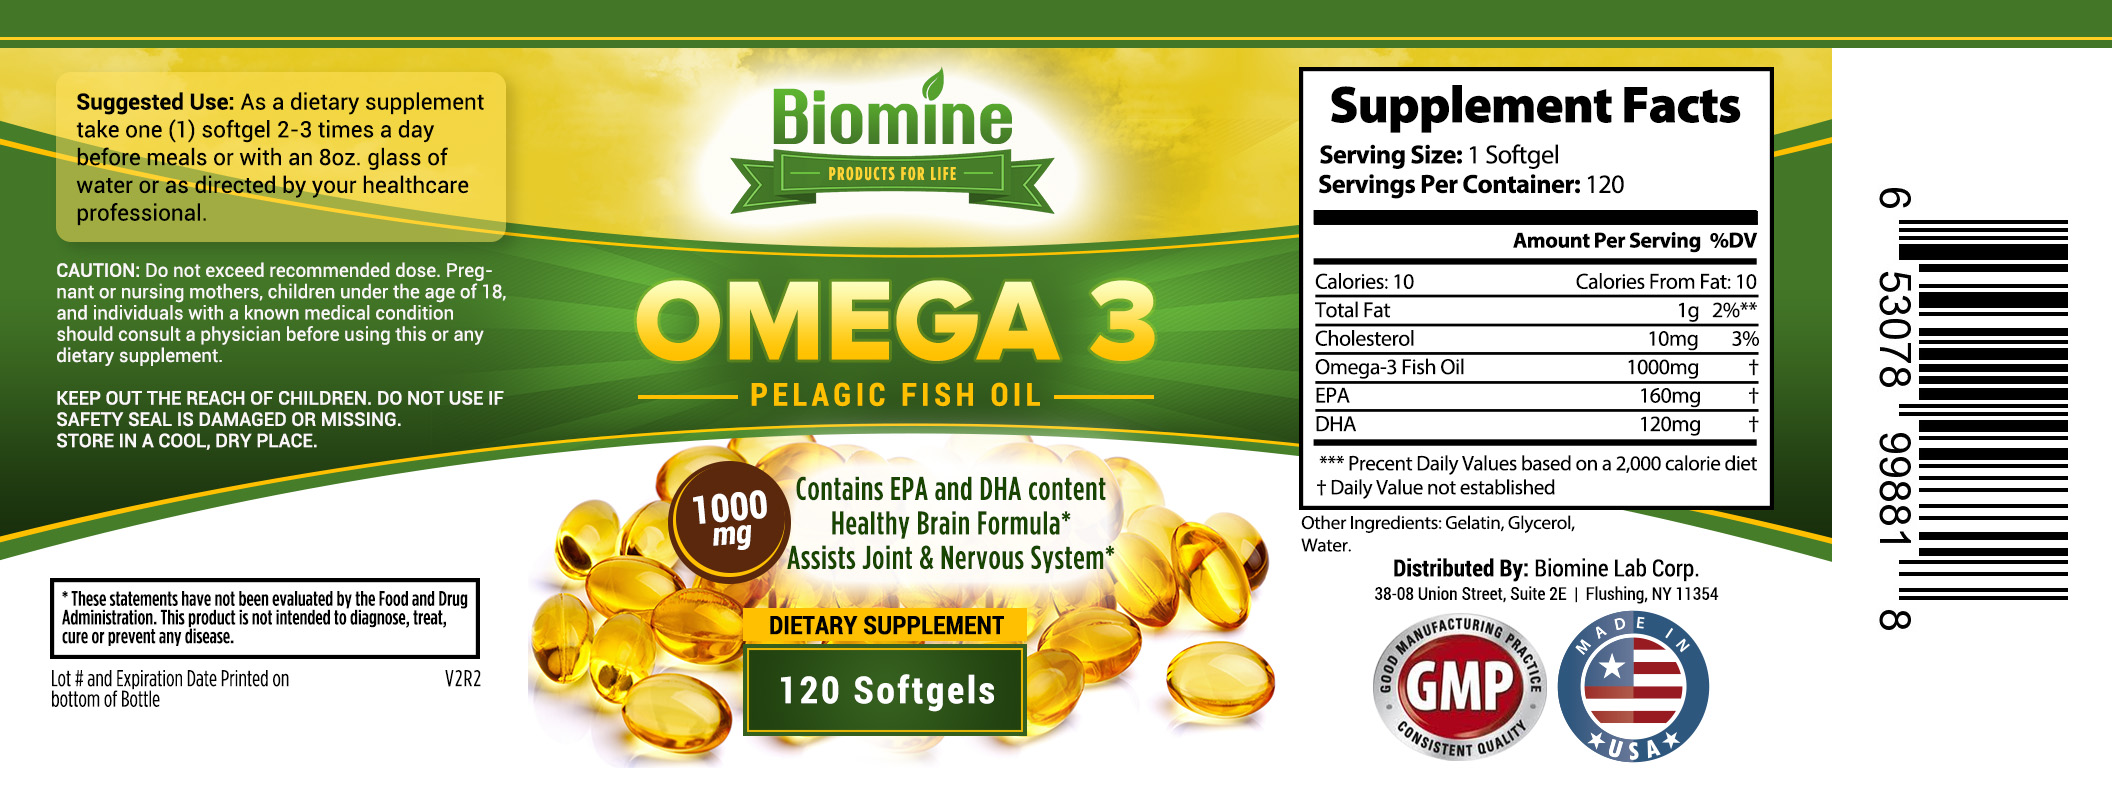 Suggested Use: As a dietary supplement
take one (1) softgel 2-3 times a day
before meals or with an 8oz. glass of
water or as directed by your healthcare
professional.
CAUTION: Do not exceed recommended dose. Preg-
nant or nursing mothers, children under the age of 18,
and individuals with a known medical condition
should consult a physician before using this or any
dietary supplement.
KEEP OUT THE REACH OF CHILDREN. DO NOT USE IF
SAFETY SEAL IS DAMAGED OR MISSING.
STORE IN A COOL, DRY PLACE.
* These statements have not been evaluated by the Food and Drug
Administration. This product is not intended to diagnose, treat,
cure or prevent any disease.
Lot # and Expiration Date Printed on V2R2
bottom of Bottle
Biomine
PRODUCTS FOR LIFE
OMEGA 3
PELAGIC FISH OIL
1000
mg
Contains EPA and DHA content
Healthy Brain Formula*
Assists Joint & Nervous System*
DIETARY SUPPLEMENT
120 Softgels
Supplement Facts
Serving Size: 1 Softgel
Servings Per Container: 120
Amount Per Serving %DV
Calories: 10 Calories From Fat: 10
Total Fat 1g 2%**
Cholesterol 10mg 3%
Omega-3 Fish Oil 1000mg †
EPA 160mg †
DHA 120mg †
*** Precent Daily Values based on a 2,000 calorie diet
† Daily Value not established
Other Ingredients: Gelatin, Glycerol,
Water.
Distributed By: Biomine Lab Corp.
38-08 Union Street, Suite 2E | Flushing, NY 11354
GOOD MANUFACTURING PRACTICE
GMP
CONSISTENT QUALITY
MADE IN
USA
6 53078 99881 8